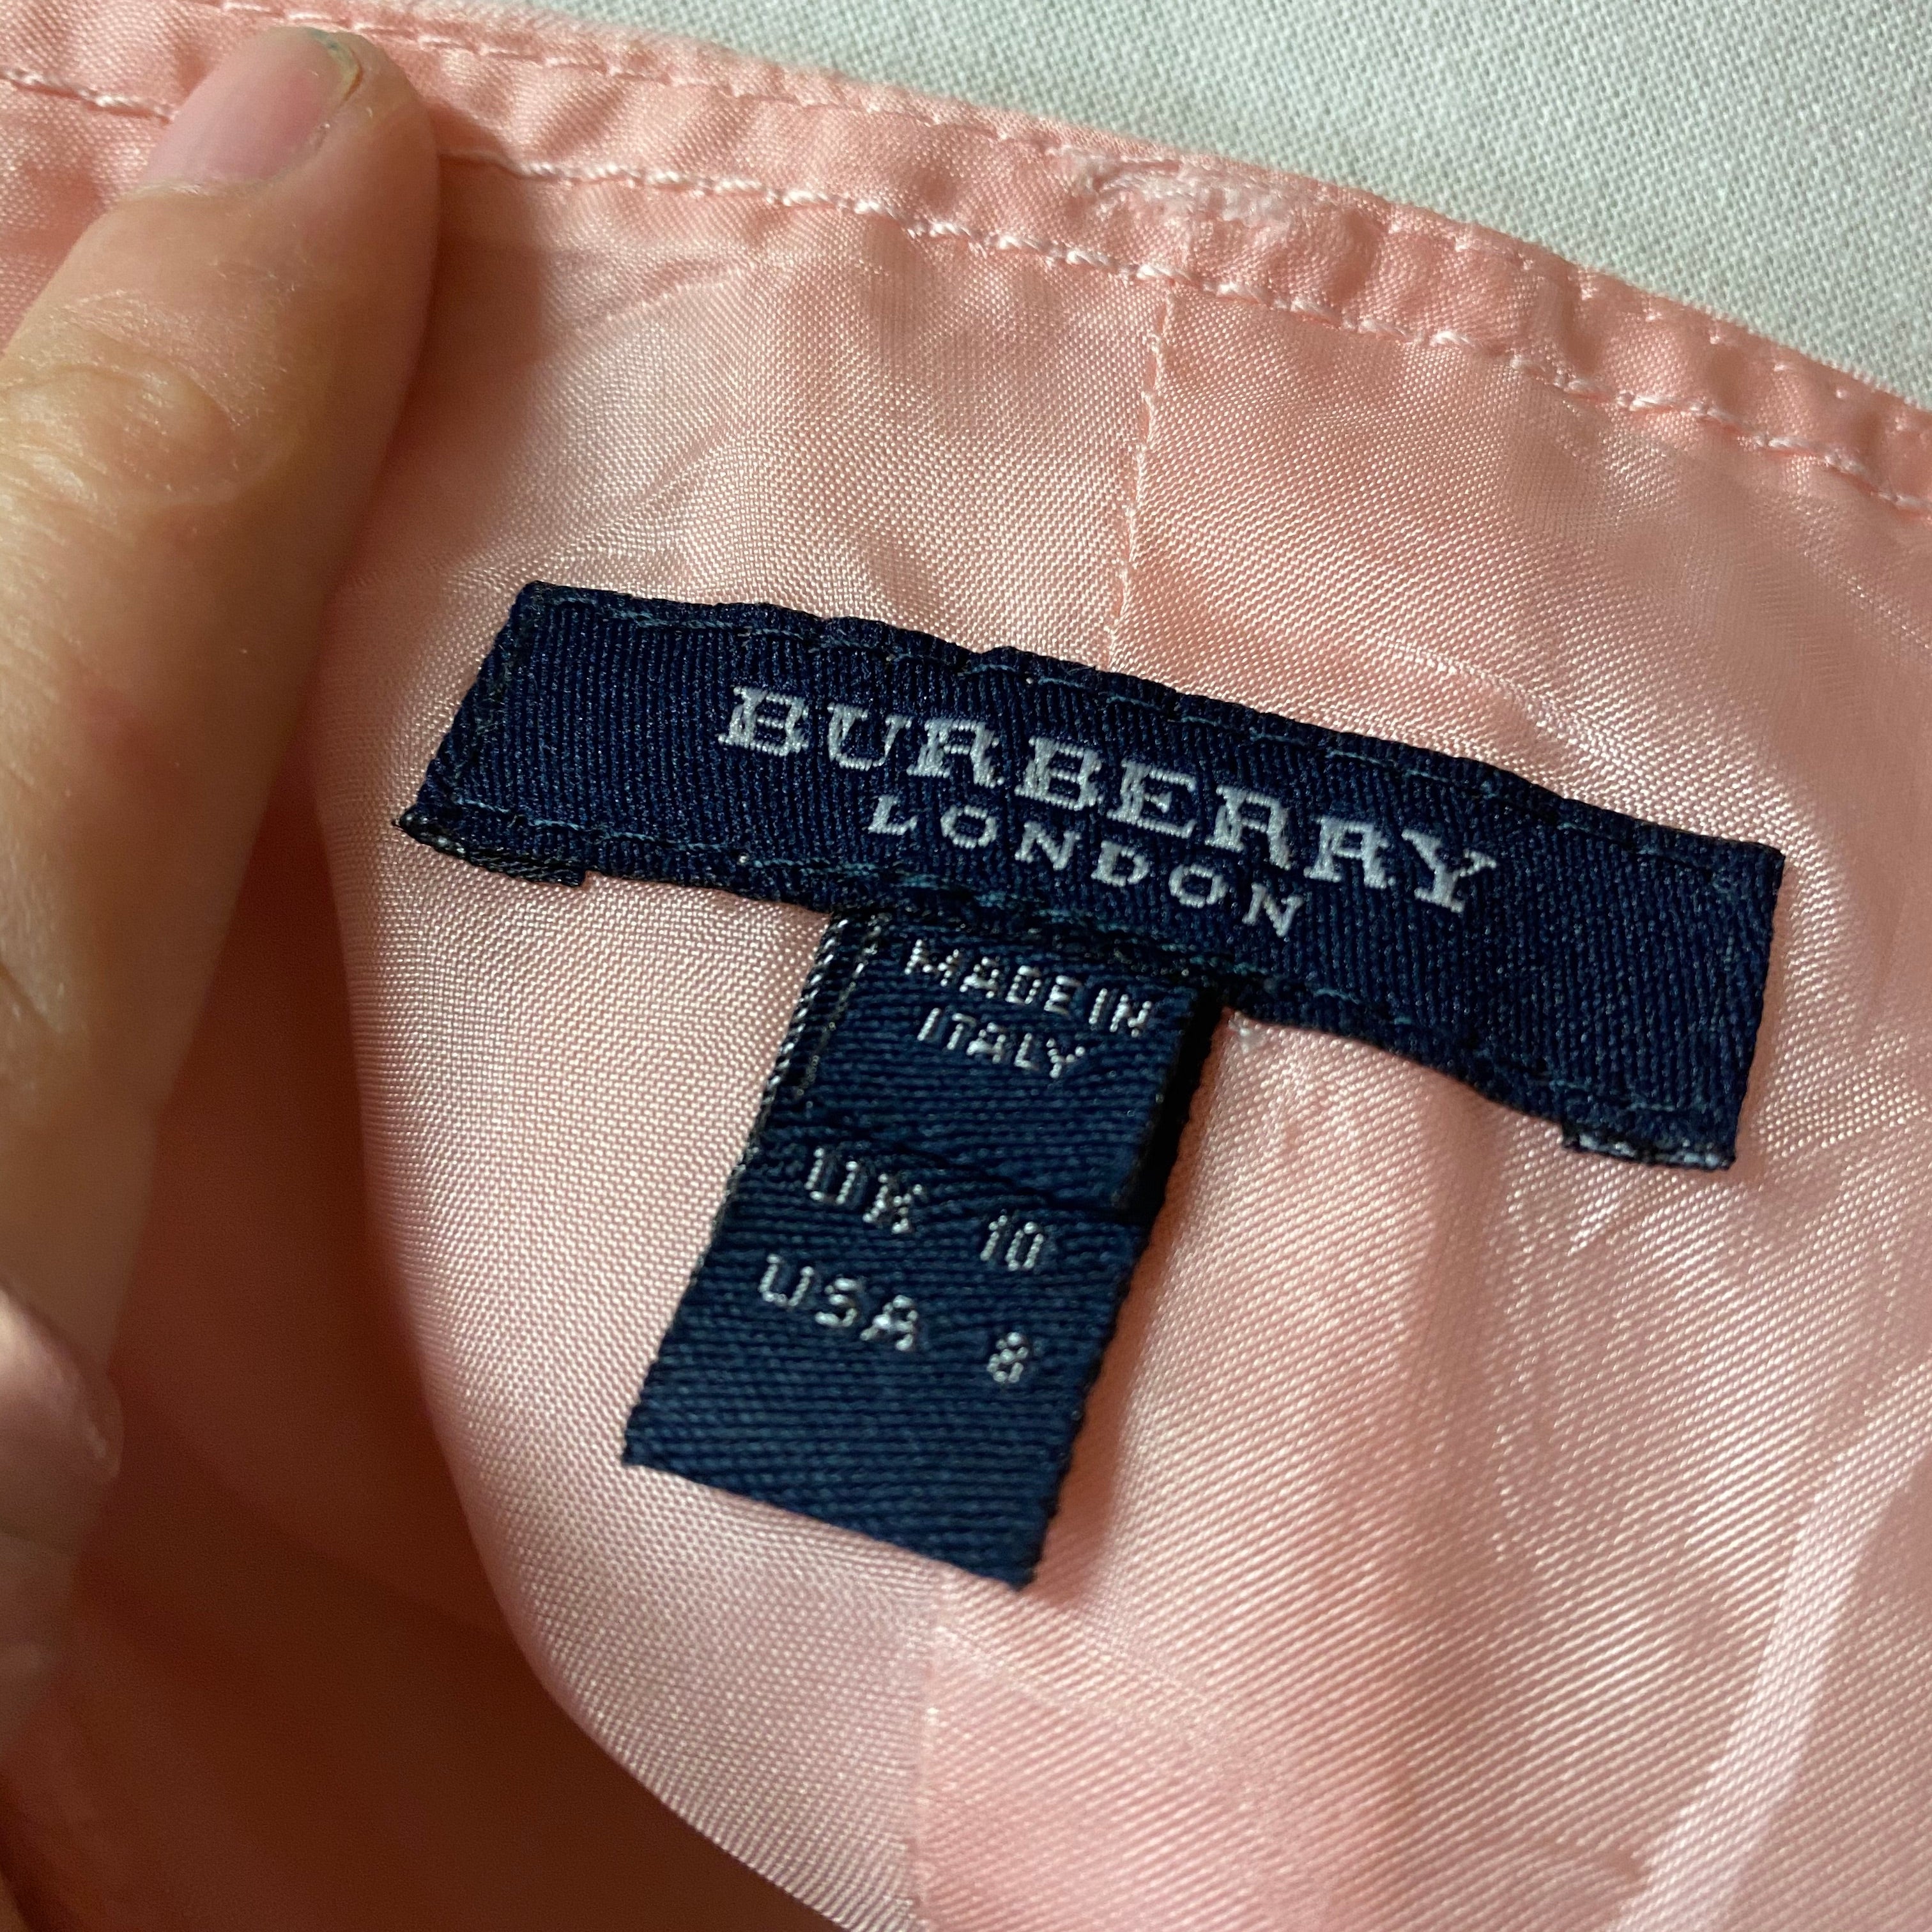 BURBERRY
LONDON
MADE IN
ITALY
UK 10
USA 8